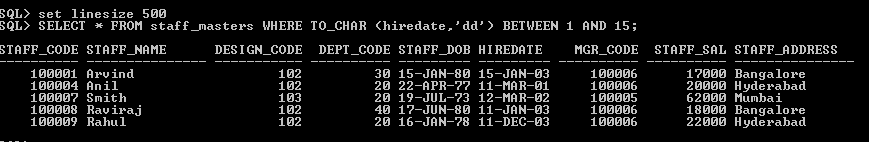 SQL> set linesize 500
SQL> SELECT * FROM staff_masters WHERE TO_CHAR (hiredate,'dd') BETWEEN 1 AND 15;
STAFF_CODE STAFF_NAME DESIGN_CODE DEPT_CODE STAFF_DOB HIREDATE MGR_CODE STAFF_SAL STAFF_ADDRESS
100001 Arvind 102 30 15-JAN-80 15-JAN-03 100006 17000 Bangalore
100004 Anil 102 20 22-APR-77 11-MAR-01 100006 20000 Hyderabad
100007 Smith 103 20 19-JUL-73 12-MAR-02 100005 62000 Mumbai
100008 Raviraj 102 40 17-JUN-80 11-JAN-03 100006 18000 Bangalore
100009 Rahul 102 20 16-JAN-78 11-DEC-03 100006 22000 Hyderabad